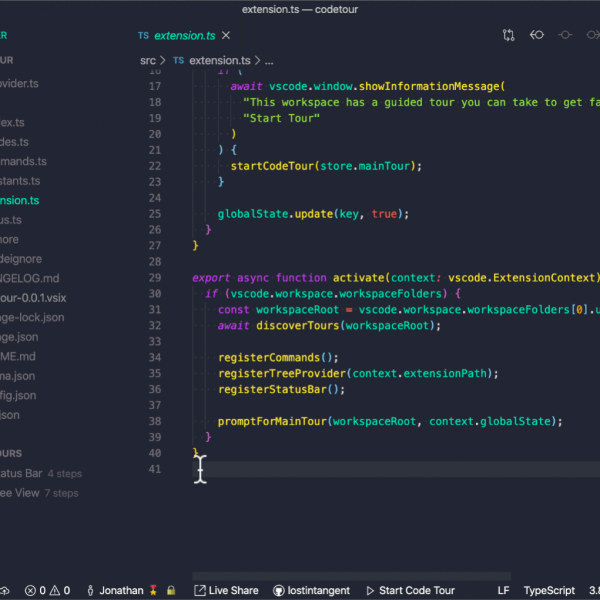 extension.ts — codetour
TS extension.ts ×
src > TS extension.ts > ...
ovider.ts
ex.ts
des.ts
mands.ts
stants.ts
nsion.ts
us.ts
nore
deignore
NGELOG.md
our-0.0.1.vsix
age-lock.json
age.json
ME.md
ma.json
fig.json
.json
OURS
tatus Bar 4 steps
ree View 7 steps
16 if (
17 await vscode.window.showInformationMessage(
18 "This workspace has a guided tour you can take to get fa
19 "Start Tour"
20 )
21 ) {
22 startCodeTour(store.mainTour);
23 }
24
25 globalState.update(key, true);
26 }
27 }
28
29 export async function activate(context: vscode.ExtensionContext)
30 if (vscode.workspace.workspaceFolders) {
31 const workspaceRoot = vscode.workspace.workspaceFolders[0].u
32 await discoverTours(workspaceRoot);
33
34 registerCommands();
35 registerTreeProvider(context.extensionPath);
36 registerStatusBar();
37
38 promptForMainTour(workspaceRoot, context.globalState);
39 }
40 }
41
0 0 Jonathan Live Share lostintangent Start Code Tour LF TypeScript 3.8